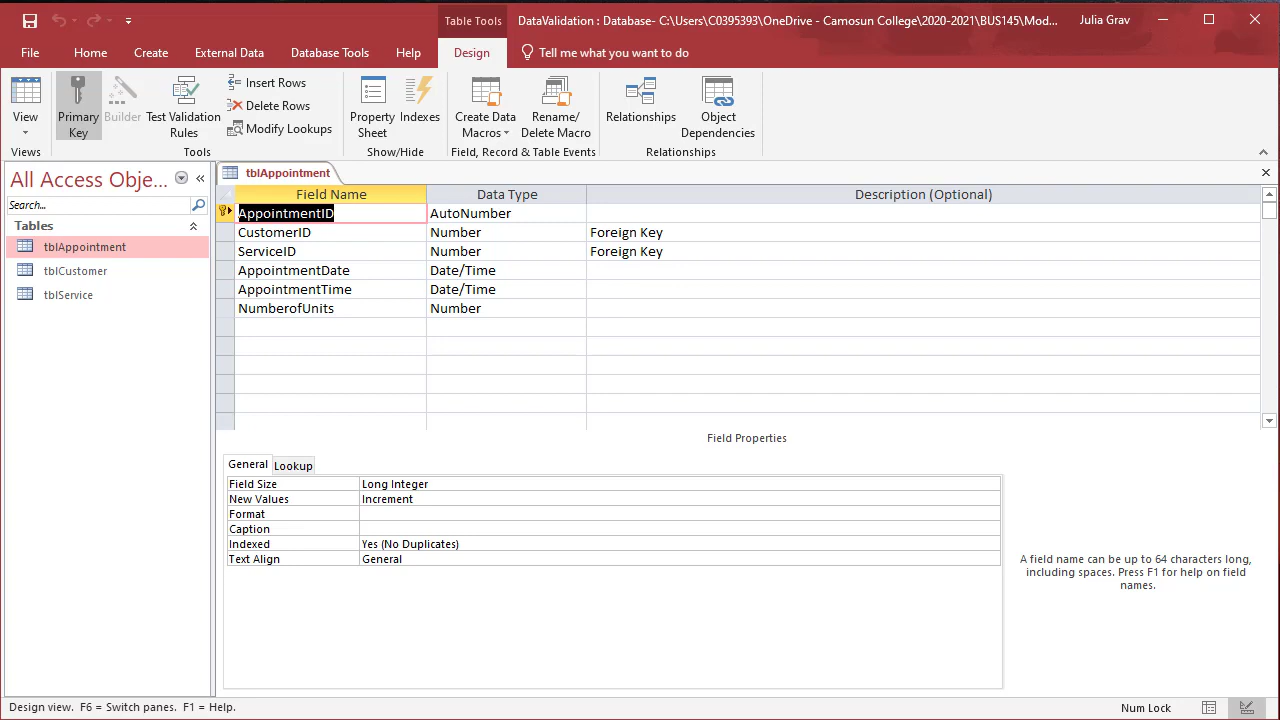 Table Tools
DataValidation : Database- C:\Users\C0395393\OneDrive - Camosun College\2020-2021\BUS145\Mod...
Julia Grav
File
Home
Create
External Data
Database Tools
Help
Design
Tell me what you want to do
View
Primary Key
Builder
Test Validation Rules
Insert Rows
Delete Rows
Modify Lookups
Property Sheet
Indexes
Create Data Macros
Rename/ Delete Macro
Relationships
Object Dependencies
Views
Tools
Show/Hide
Field, Record & Table Events
Relationships
All Access Obje...
Search...
Tables
tblAppointment
tblCustomer
tblService
tblAppointment
Field Name Data Type Description (Optional)
AppointmentID AutoNumber
CustomerID Number Foreign Key
ServiceID Number Foreign Key
AppointmentDate Date/Time
AppointmentTime Date/Time
NumberofUnits Number
Field Properties
General Lookup
Field Size Long Integer
New Values Increment
Format
Caption
Indexed Yes (No Duplicates)
Text Align General
A field name can be up to 64 characters long,
including spaces. Press F1 for help on field
names.
Design view. F6 = Switch panes. F1 = Help.
Num Lock